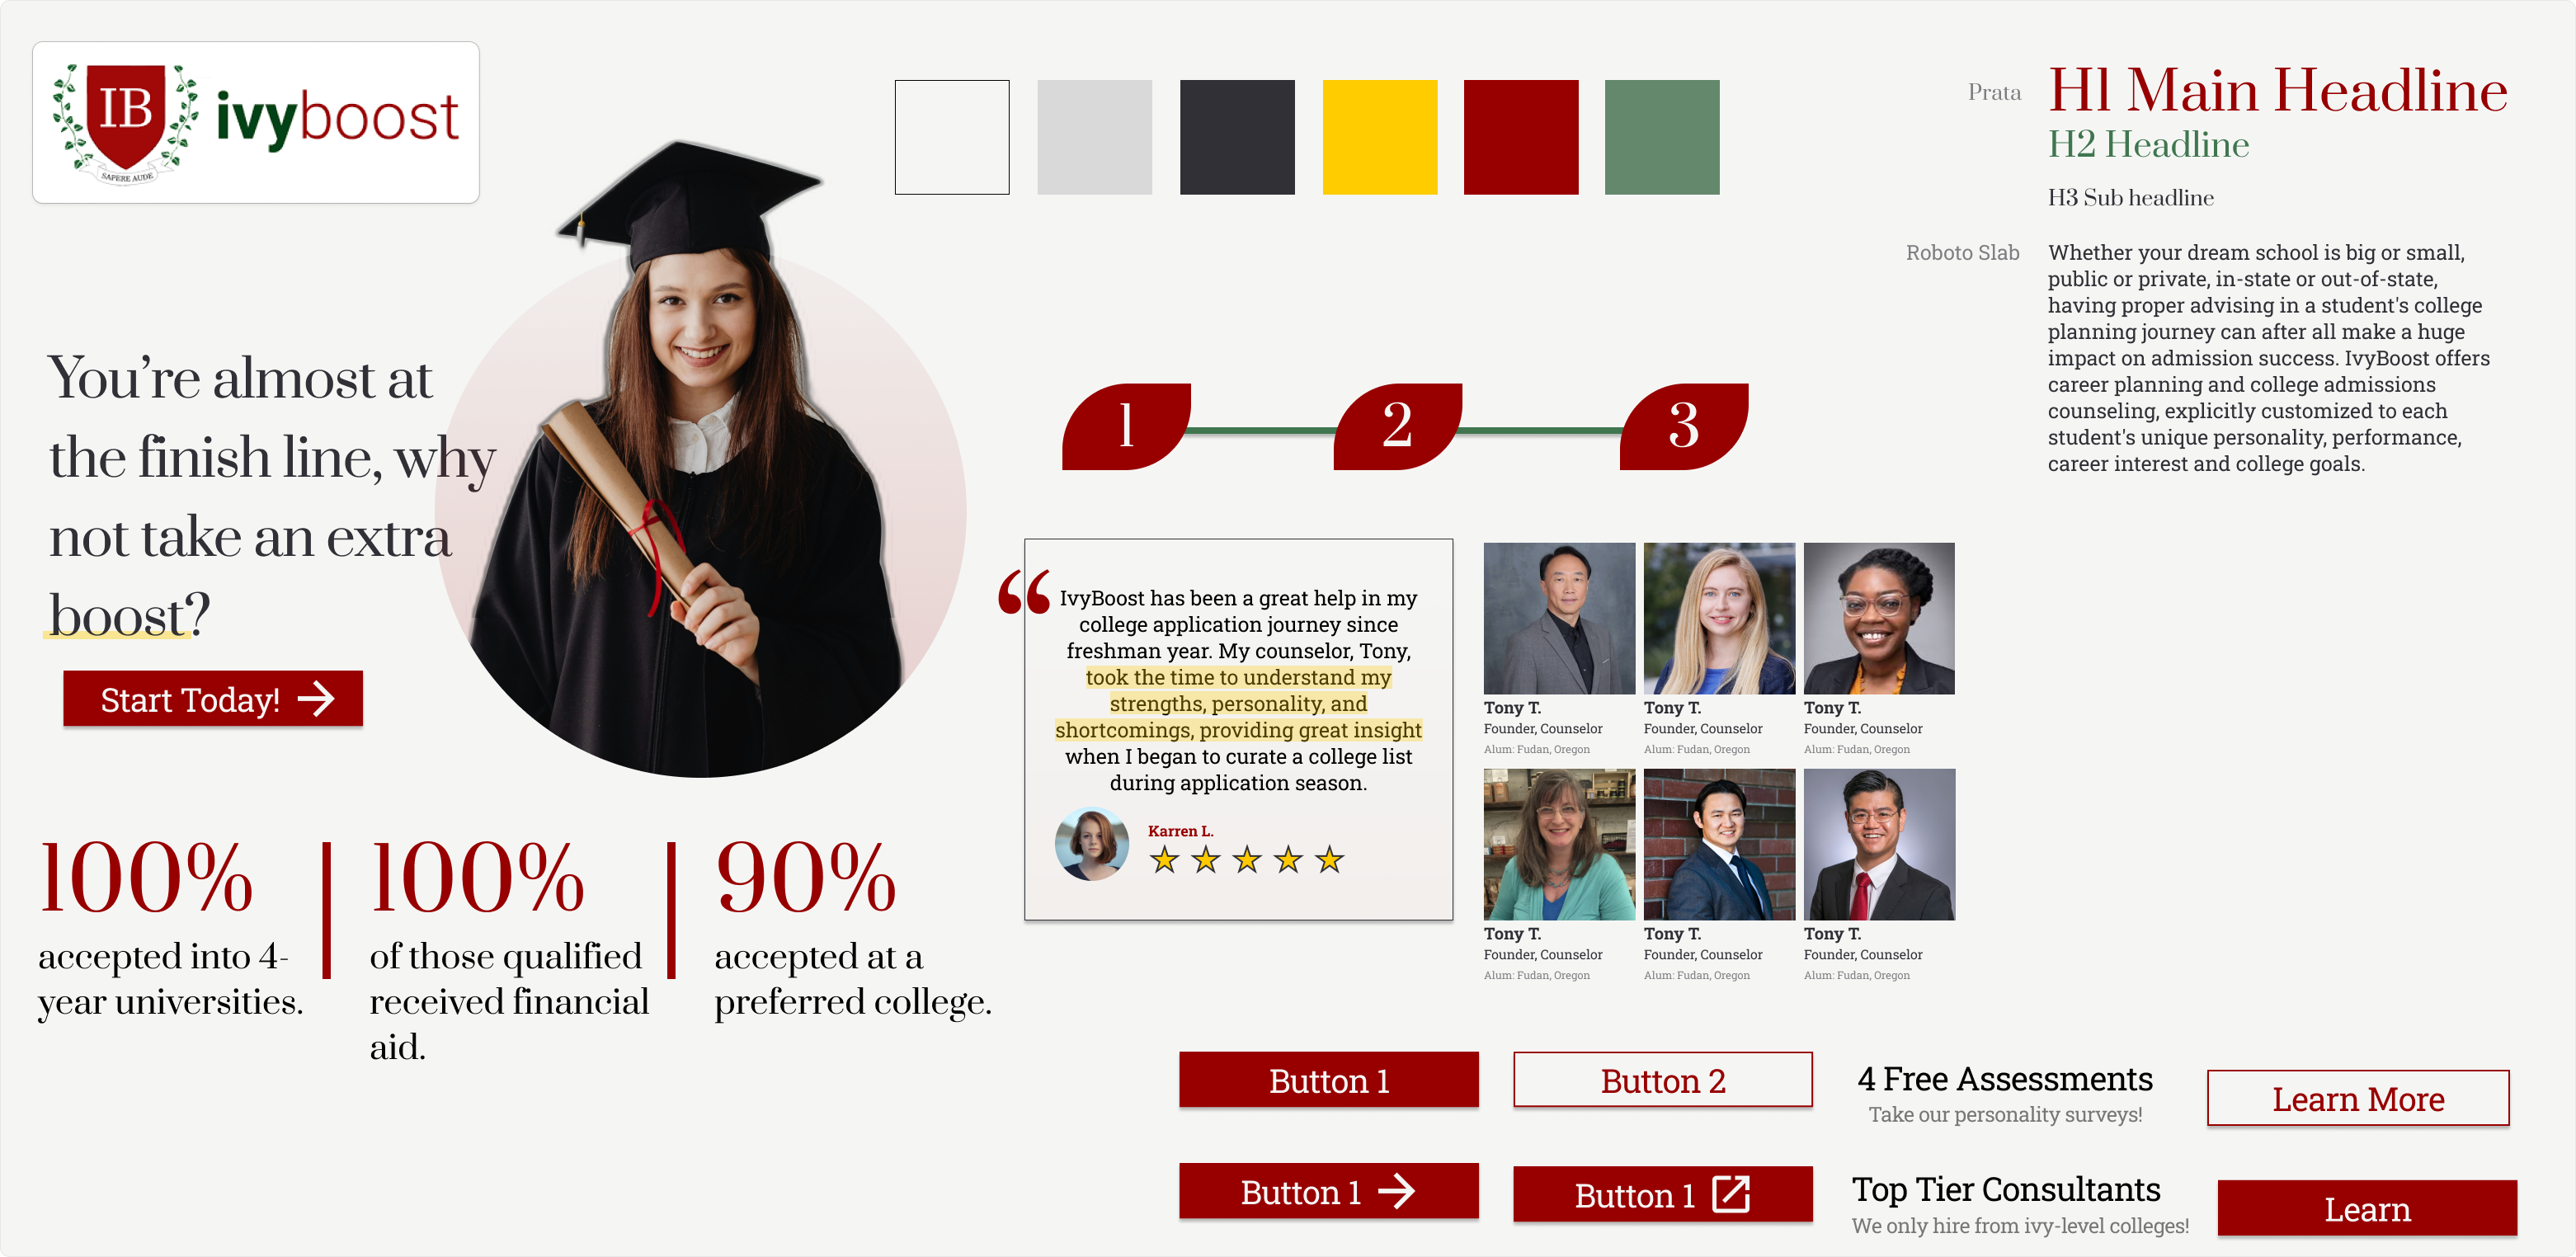 IB
SAPERE AUDE
ivyboost
You’re almost at
the finish line, why
not take an extra
boost?
Start Today!
100%
accepted into 4-
year universities.
100%
of those qualified
received financial
aid.
90%
accepted at a
preferred college.
1
2
3
IvyBoost has been a great help in my
college application journey since
freshman year. My counselor, Tony,
took the time to understand my
strengths, personality, and
shortcomings, providing great insight
when I began to curate a college list
during application season.
Karren L.
Prata
H1 Main Headline
H2 Headline
H3 Sub headline
Roboto Slab
Whether your dream school is big or small,
public or private, in-state or out-of-state,
having proper advising in a student's college
planning journey can after all make a huge
impact on admission success. IvyBoost offers
career planning and college admissions
counseling, explicitly customized to each
student's unique personality, performance,
career interest and college goals.
Tony T.
Founder, Counselor
Alum: Fudan, Oregon
Tony T.
Founder, Counselor
Alum: Fudan, Oregon
Tony T.
Founder, Counselor
Alum: Fudan, Oregon
Tony T.
Founder, Counselor
Alum: Fudan, Oregon
Tony T.
Founder, Counselor
Alum: Fudan, Oregon
Tony T.
Founder, Counselor
Alum: Fudan, Oregon
Button 1
Button 2
4 Free Assessments
Take our personality surveys!
Learn More
Button 1
Button 1
Top Tier Consultants
We only hire from ivy-level colleges!
Learn